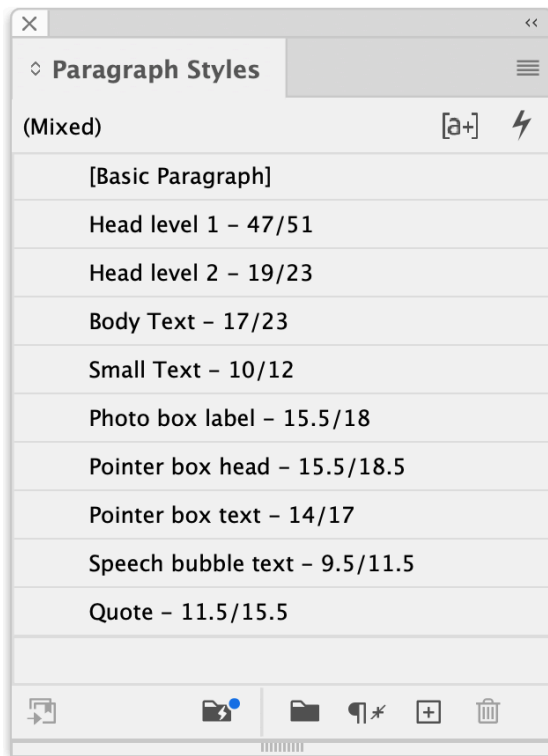 Paragraph Styles
(Mixed)
[a+]
[Basic Paragraph]
Head level 1 – 47/51
Head level 2 – 19/23
Body Text – 17/23
Small Text – 10/12
Photo box label – 15.5/18
Pointer box head – 15.5/18.5
Pointer box text – 14/17
Speech bubble text – 9.5/11.5
Quote – 11.5/15.5